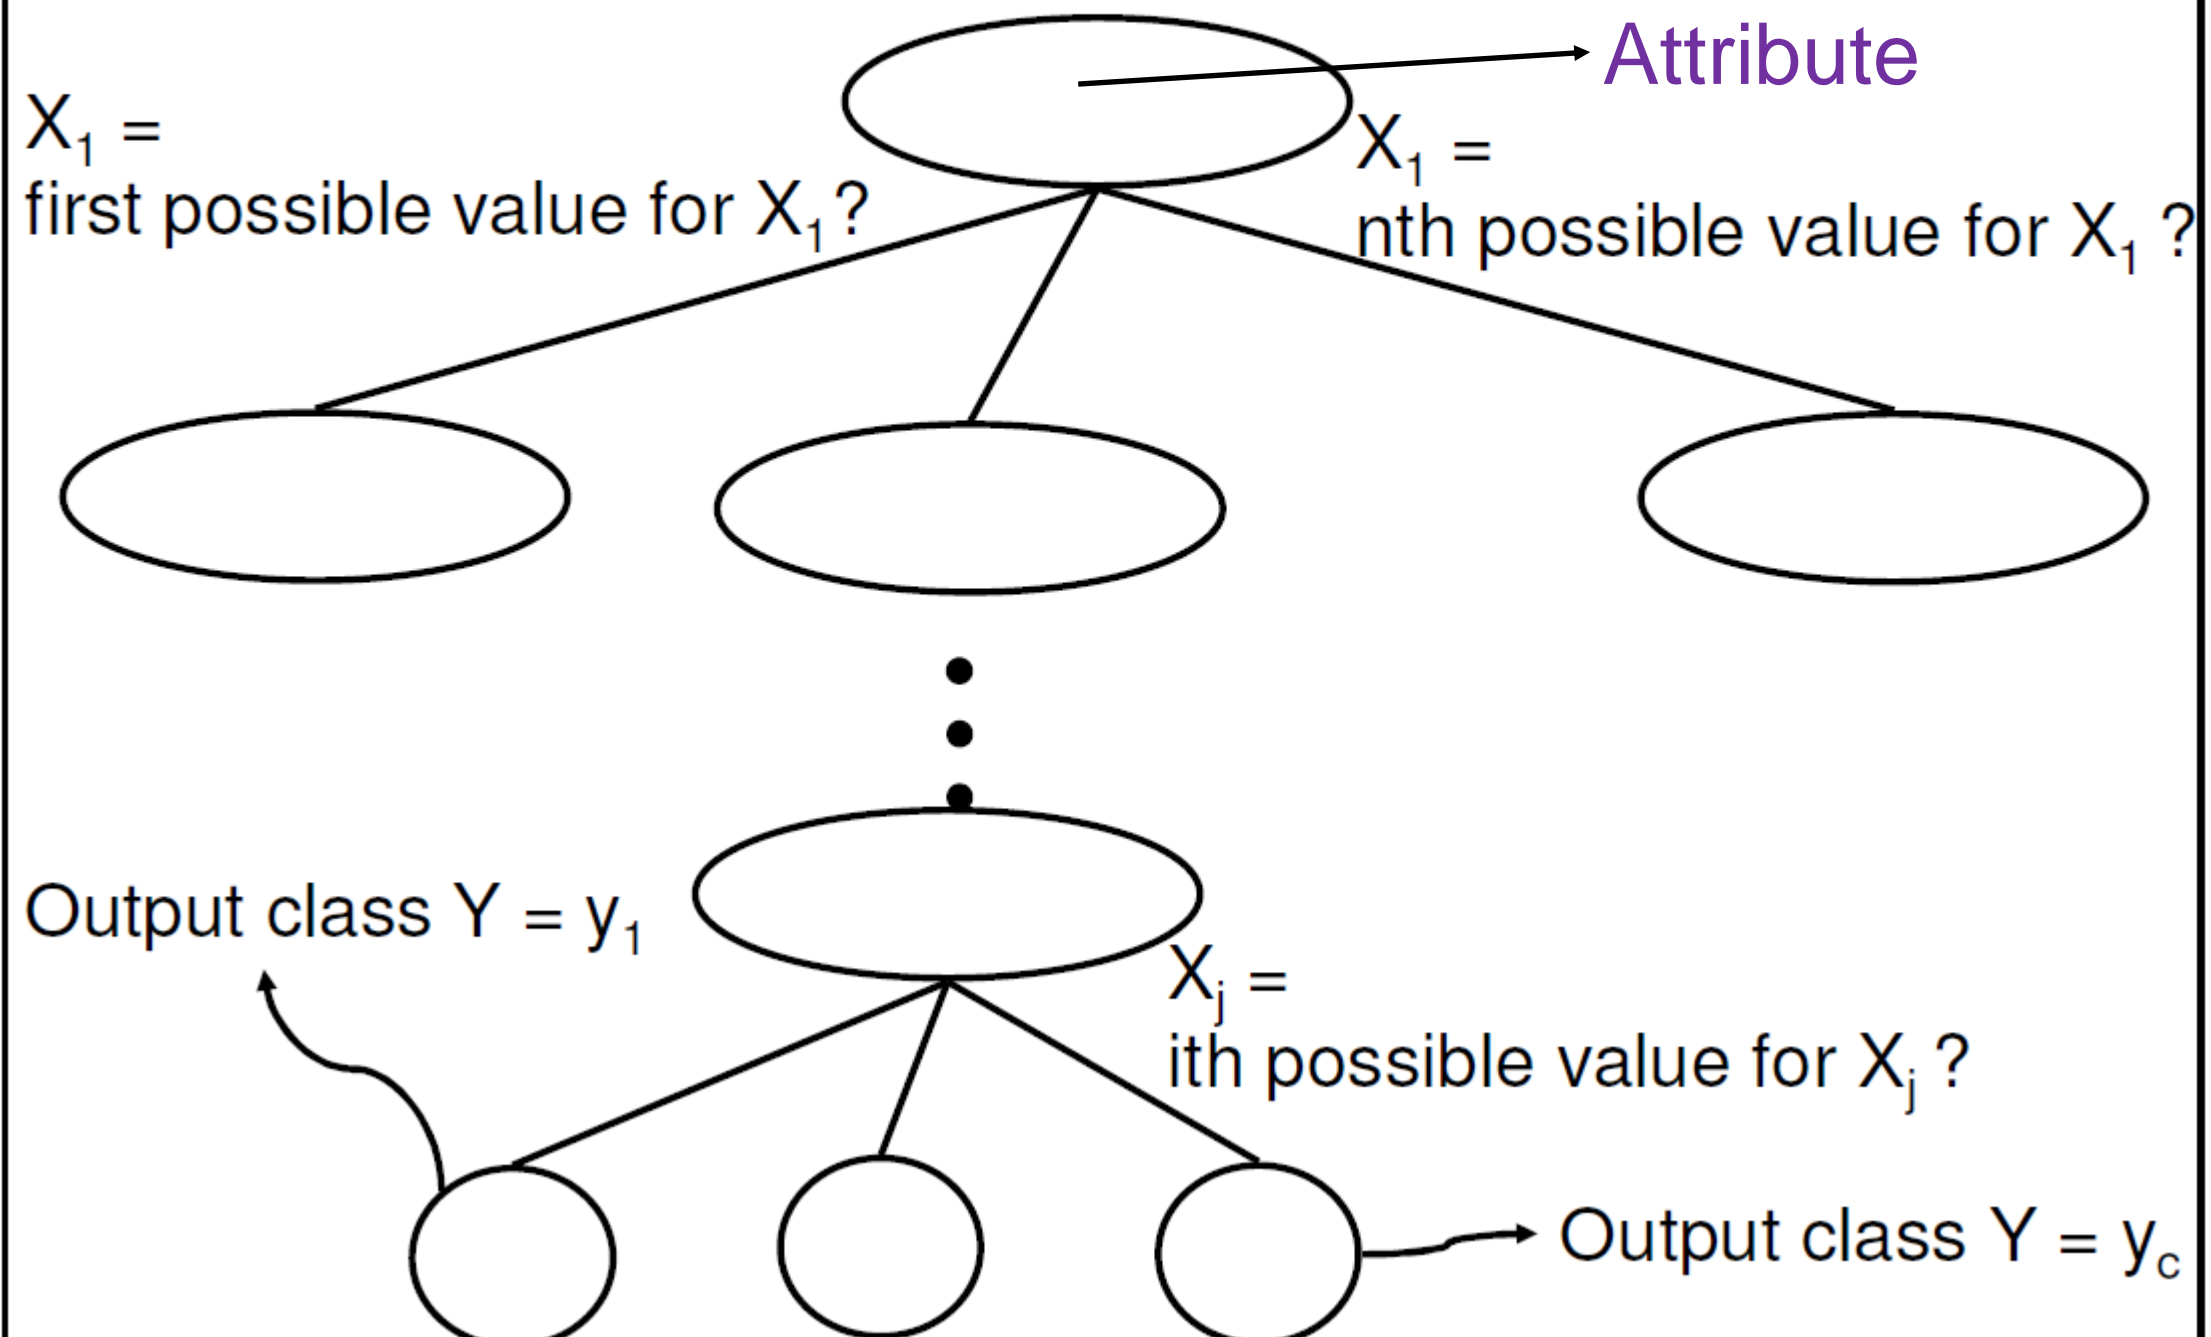 Attribute
X₁ =
first possible value for X₁?
X₁ =
nth possible value for X₁ ?
Output class Y = y₁
Xⱼ =
ith possible value for Xⱼ ?
Output class Y = y_c